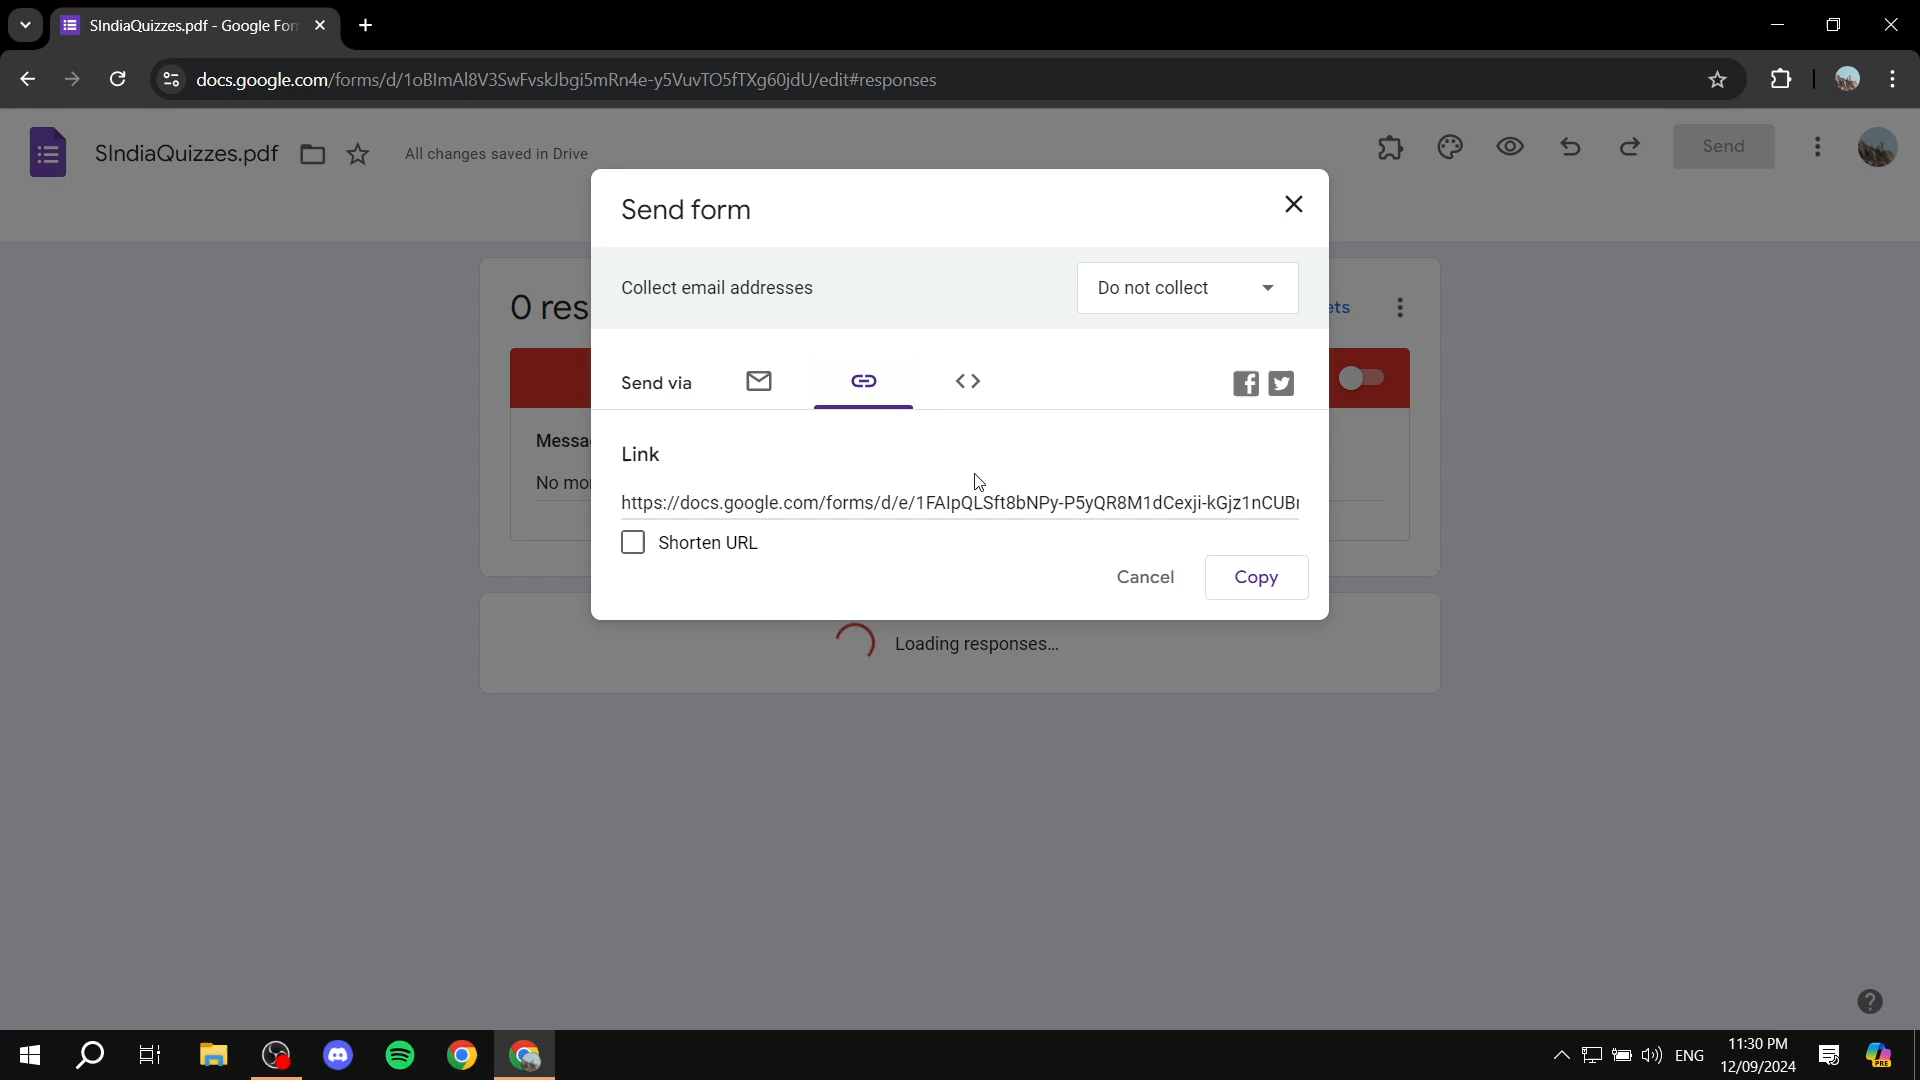 SIndiaQuizzes.pdf - Google For
docs.google.com/forms/d/1oBImAl8V3SwFvskJbgi5mRn4e-y5VuvTO5fTXg60jdU/edit#responses
SIndiaQuizzes.pdf
All changes saved in Drive
Send
Send form
Collect email addresses
Do not collect
0 res
ets
Send via
Messa
Link
No mo
https://docs.google.com/forms/d/e/1FAIpQLSft8bNPy-P5yQR8M1dCexji-kGjz1nCUBr
Shorten URL
Cancel
Copy
Loading responses...
ENG
11:30 PM
12/09/2024
PRE